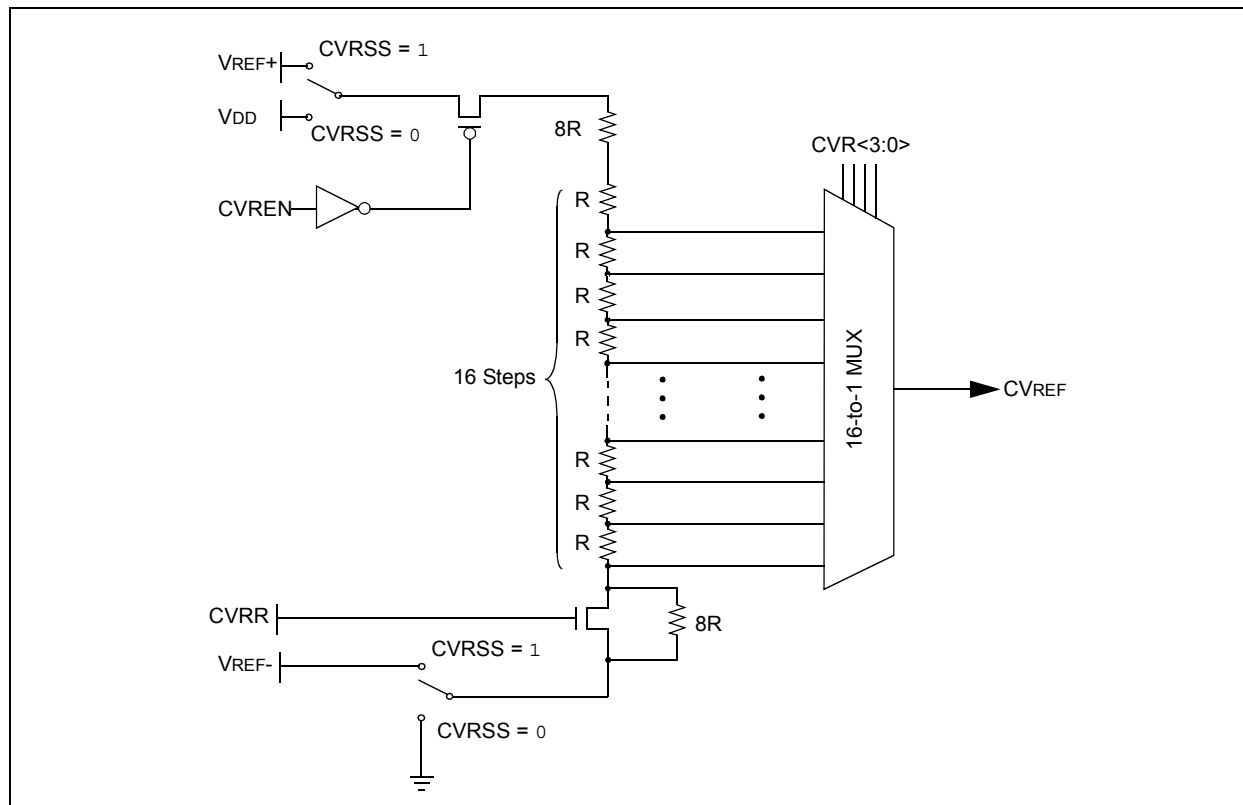 CVRSS = 1
VREF+
VDD
CVRSS = 0
8R
CVR<3:0>
CVREN
R
R
R
R
16 Steps
16-to-1 MUX
CVREF
R
R
R
CVRR
8R
CVRSS = 1
VREF-
CVRSS = 0